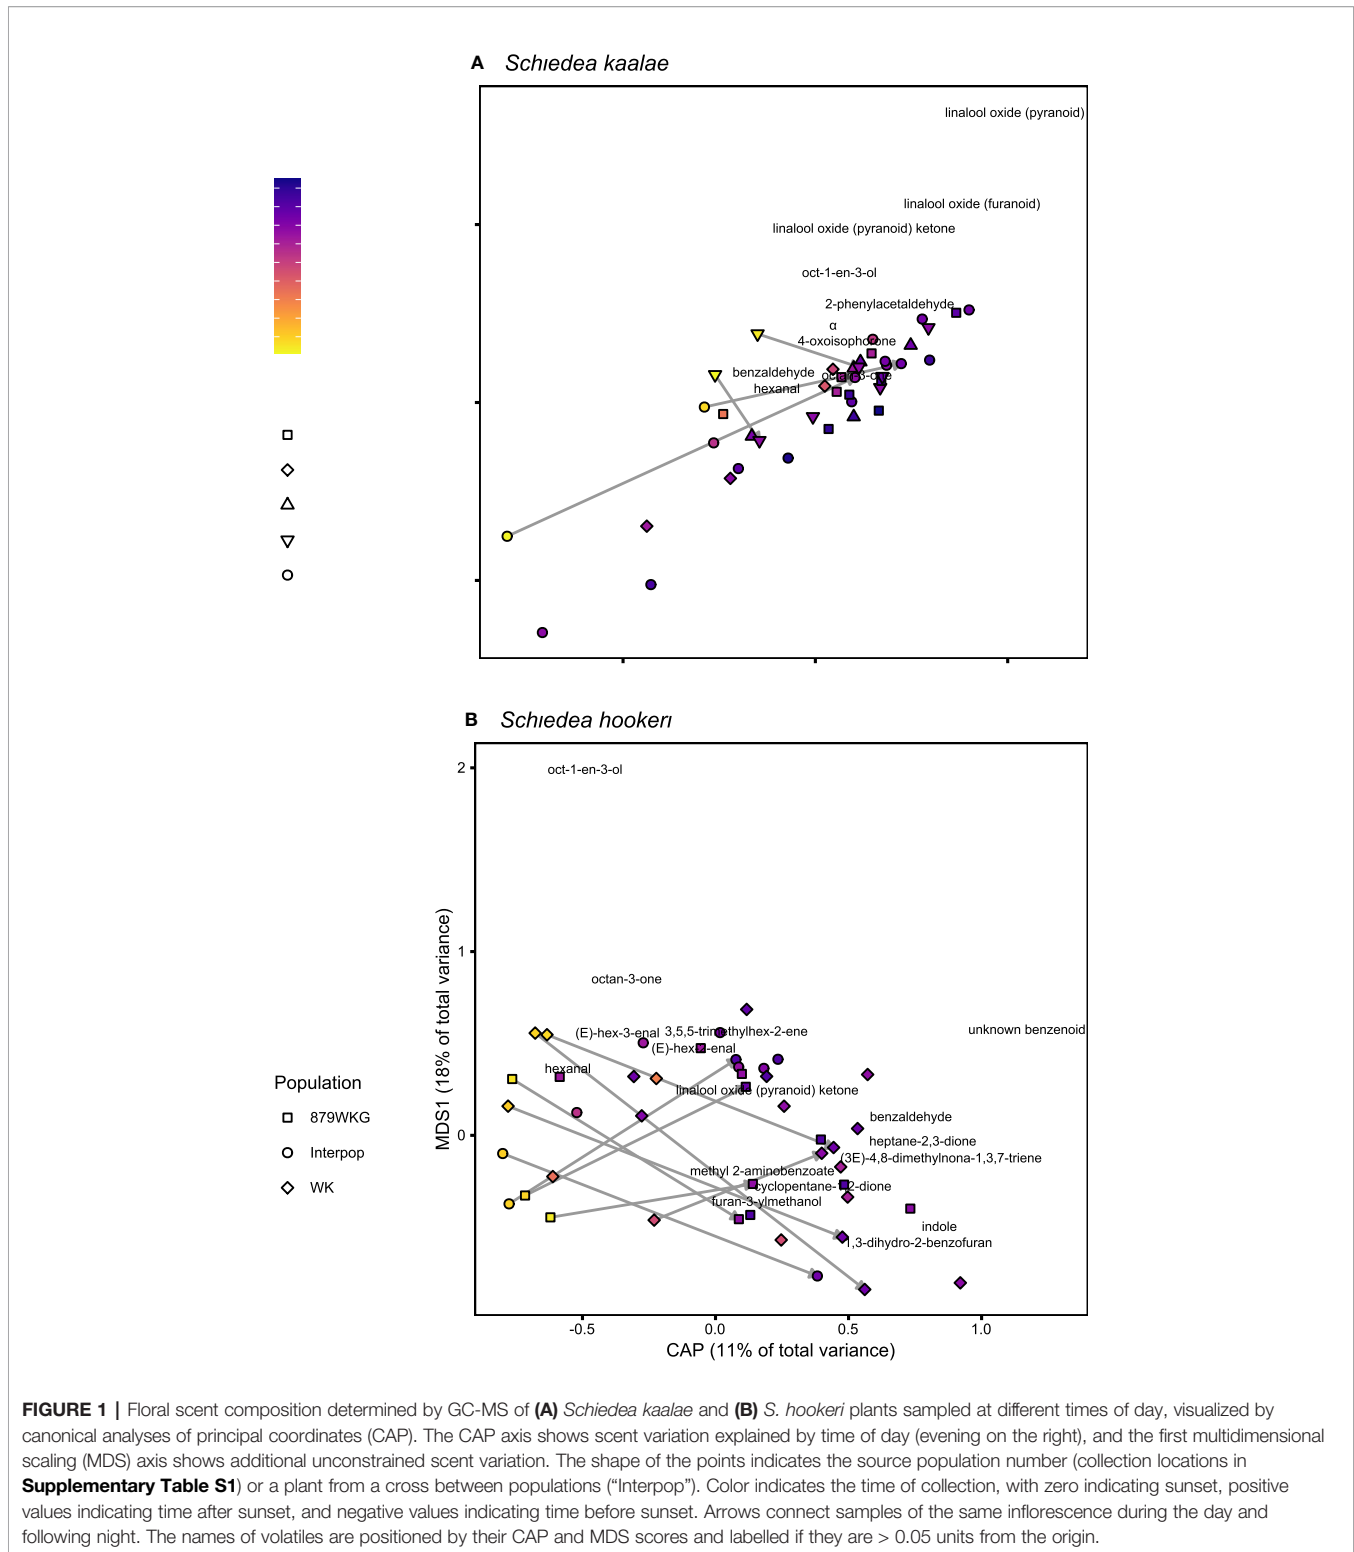 A Schıedea kaalae
linalool oxide (pyranoid)
linalool oxide (furanoid)
linalool oxide (pyranoid) ketone
oct-1-en-3-ol
2-phenylacetaldehyde
α
4-oxoisophorone
benzaldehyde
hexanal
B Schıedea hookerı
2
oct-1-en-3-ol
1
octan-3-one
(E)-hex-3-enal 3,5,5-trimethylhex-2-ene
unknown benzenoid
hexanal
linalool oxide (pyranoid) ketone
benzaldehyde
0
heptane-2,3-dione
(3E)-4,8-dimethylnona-1,3,7-triene
methyl 2-aminobenzoate
furan-3-ylmethanol
indole
1,3-dihydro-2-benzofuran
MDS1 (18% of total variance)
Population
879WKG
Interpop
WK
-0.5 0.0 0.5 1.0
CAP (11% of total variance)
FIGURE 1 | Floral scent composition determined by GC-MS of (A) Schiedea kaalae and (B) S. hookeri plants sampled at different times of day, visualized by
canonical analyses of principal coordinates (CAP). The CAP axis shows scent variation explained by time of day (evening on the right), and the first multidimensional
scaling (MDS) axis shows additional unconstrained scent variation. The shape of the points indicates the source population number (collection locations in
Supplementary Table S1) or a plant from a cross between populations (“Interpop”). Color indicates the time of collection, with zero indicating sunset, positive
values indicating time after sunset, and negative values indicating time before sunset. Arrows connect samples of the same inflorescence during the day and
following night. The names of volatiles are positioned by their CAP and MDS scores and labelled if they are > 0.05 units from the origin.